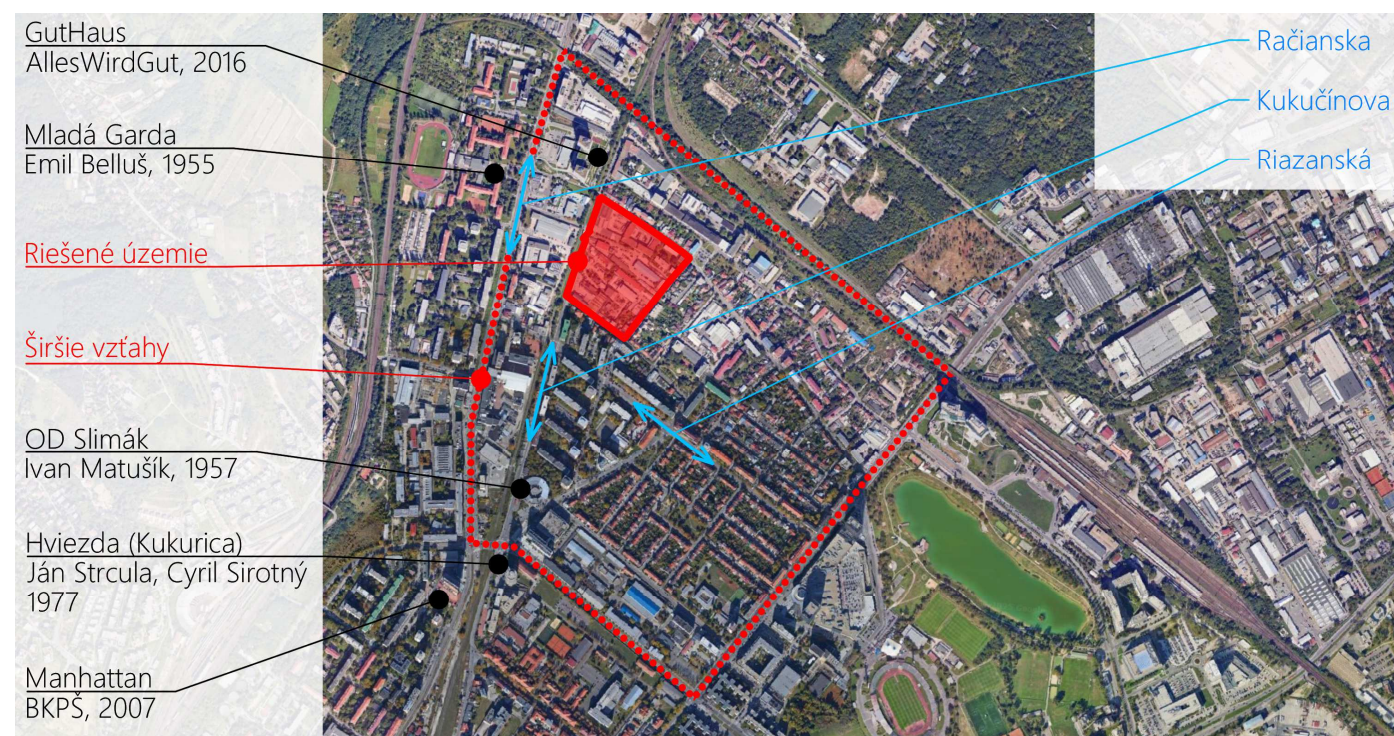 GutHaus
AllesWirdGut, 2016
Mladá Garda
Emil Belluš, 1955
Riešené územie
Širšie vzťahy
OD Slimák
Ivan Matušík, 1957
Hviezda (Kukurica)
Ján Strcula, Cyril Sirotný
1977
Manhattan
BKPŠ, 2007
Račianska
Kukučínova
Riazanská